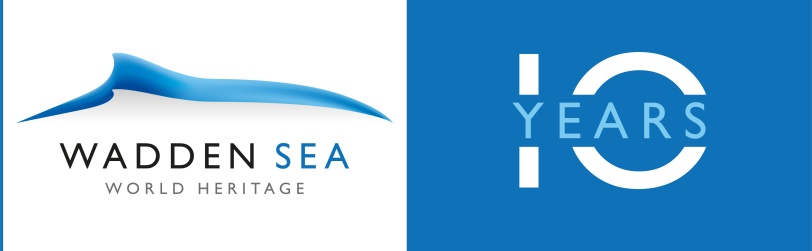 WADDEN SEA
WORLD HERITAGE
10
YEARS